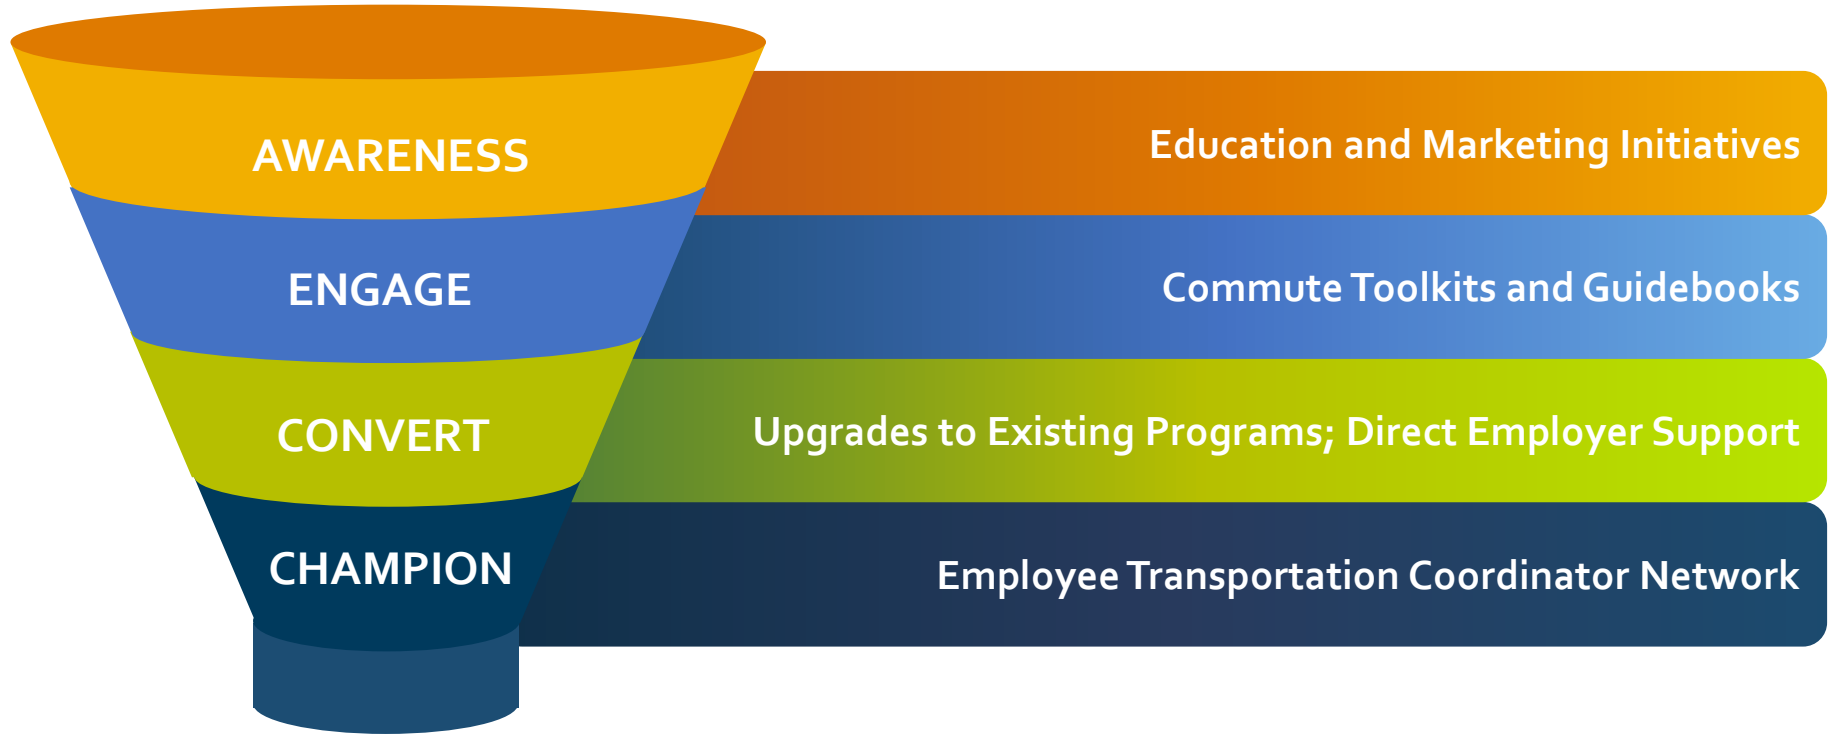 AWARENESS
Education and Marketing Initiatives
ENGAGE
Commute Toolkits and Guidebooks
CONVERT
Upgrades to Existing Programs; Direct Employer Support
CHAMPION
Employee Transportation Coordinator Network